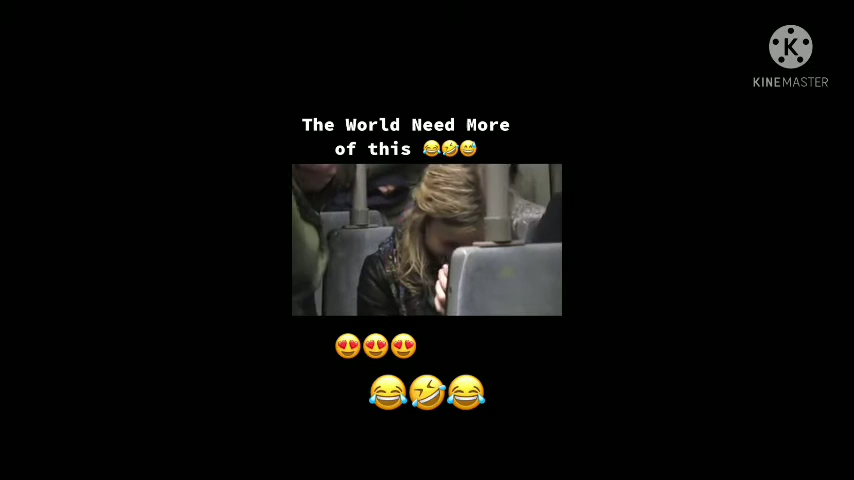 KINEMASTER
The World Need More
of this 😂🤣😅
😍😍😍
😂🤣😂